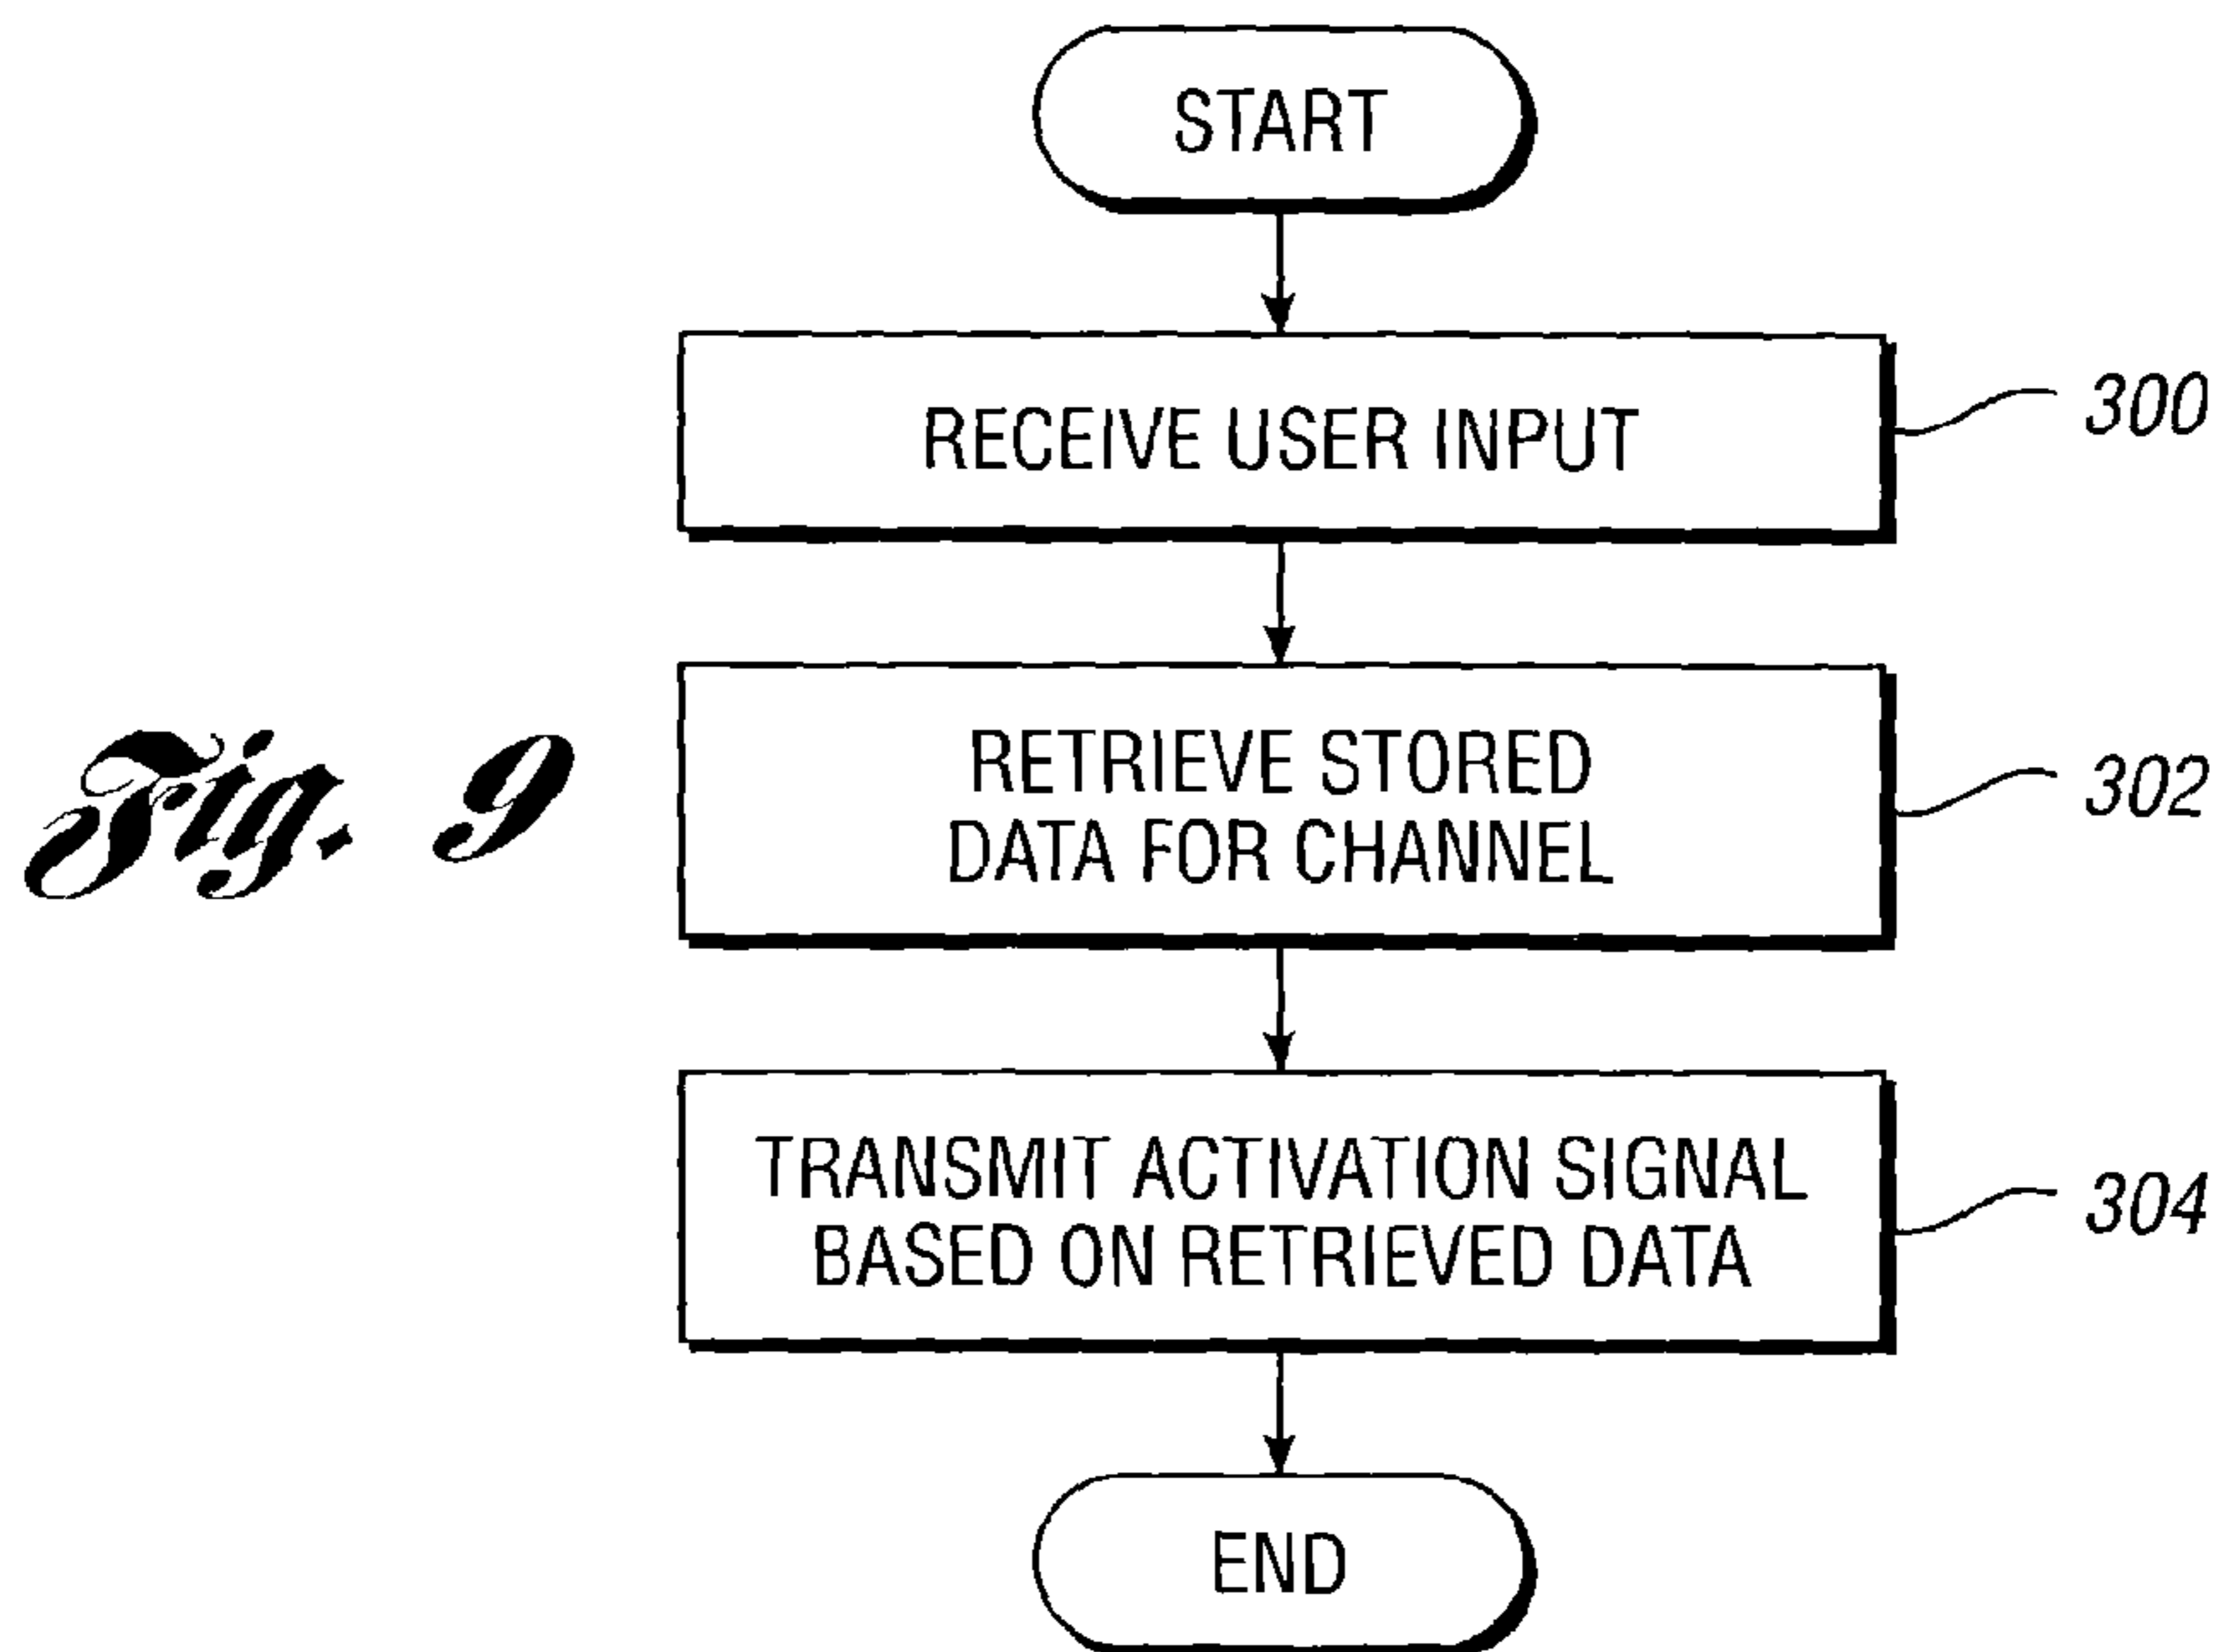 START
RECEIVE USER INPUT
300
Fig. 9
RETRIEVE STORED
DATA FOR CHANNEL
302
TRANSMIT ACTIVATION SIGNAL
BASED ON RETRIEVED DATA
304
END